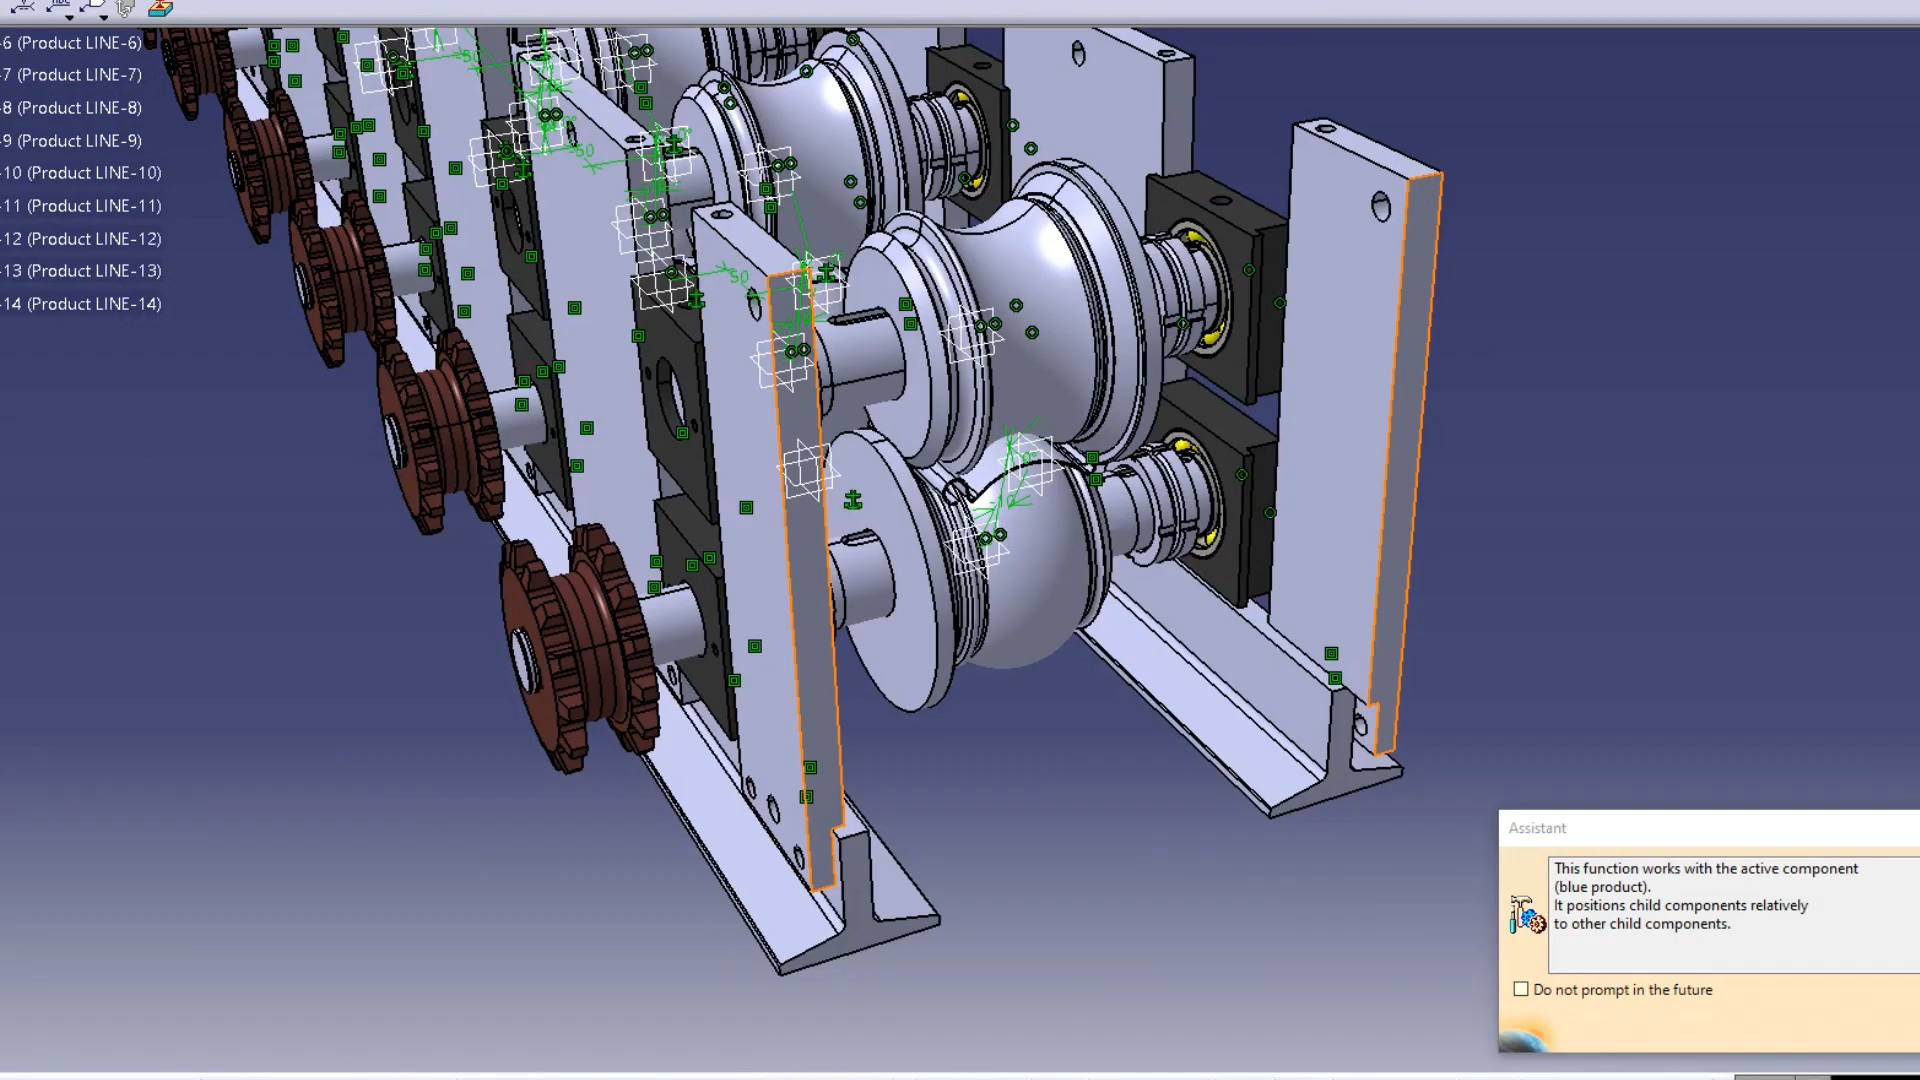 -6 (Product LINE-6)
-7 (Product LINE-7)
-8 (Product LINE-8)
-9 (Product LINE-9)
-10 (Product LINE-10)
-11 (Product LINE-11)
-12 (Product LINE-12)
-13 (Product LINE-13)
-14 (Product LINE-14)
50
50
50
Assistant
This function works with the active component
(blue product).
It positions child components relatively
to other child components.
Do not prompt in the future